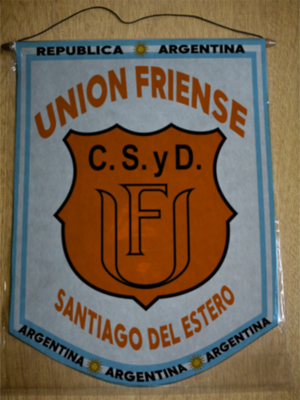 REPUBLICA ARGENTINA
UNION FRIENSE
C. S. y D.
UF
SANTIAGO DEL ESTERO
ARGENTINA ARGENTINA ARGENTINA